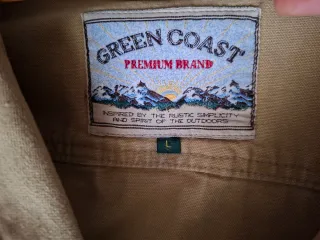 GREEN COAST
PREMIUM BRAND
INSPIRED BY THE RUSTIC SIMPLICITY
AND SPIRIT OF THE OUTDOORS
L